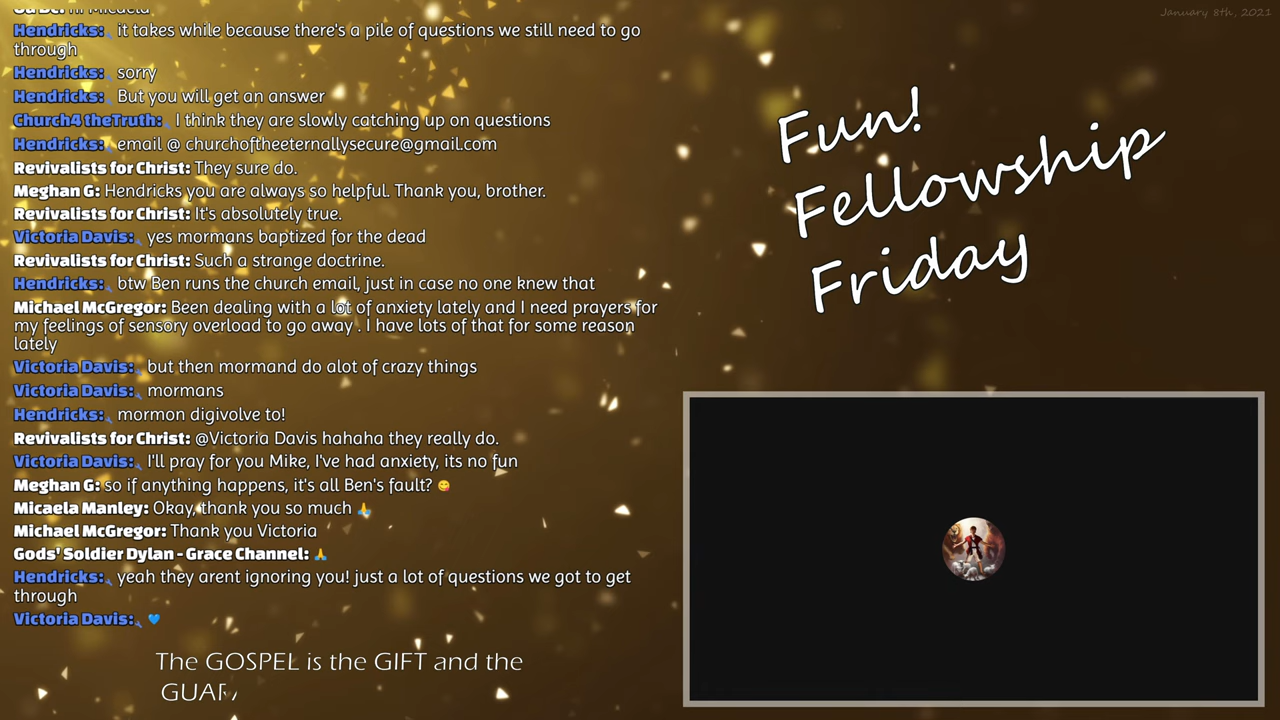 January 8th, 2021
Hendricks: it takes while because there's a pile of questions we still need to go
through
Hendricks: sorry
Hendricks: But you will get an answer
Church4theTruth: I think they are slowly catching up on questions
Hendricks: email @ churchoftheeternallysecure@gmail.com
Revivalists for Christ: They sure do.
Meghan G: Hendricks you are always so helpful. Thank you, brother.
Revivalists for Christ: It's absolutely true.
Victoria Davis: yes mormans baptized for the dead
Revivalists for Christ: Such a strange doctrine.
Hendricks: btw Ben runs the church email, just in case no one knew that
Michael McGregor: Been dealing with a lot of anxiety lately and I need prayers for
my feelings of sensory overload to go away . I have lots of that for some reason
lately
Victoria Davis: but then mormand do alot of crazy things
Victoria Davis: mormans
Hendricks: mormon digivolve to!
Revivalists for Christ: @Victoria Davis hahaha they really do.
Victoria Davis: I'll pray for you Mike, I've had anxiety, its no fun
Meghan G: so if anything happens, it's all Ben's fault? 😋
Micaela Manley: Okay, thank you so much 🙏
Michael McGregor: Thank you Victoria
Gods' Soldier Dylan - Grace Channel: 🙏
Hendricks: yeah they arent ignoring you! just a lot of questions we got to get
through
Victoria Davis: 💙
The GOSPEL is the GIFT and the
GUAR
Fun!
Fellowship
Friday